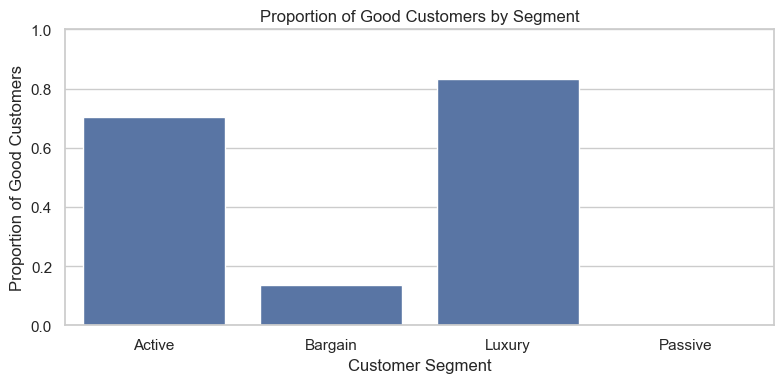 Proportion of Good Customers by Segment
Proportion of Good Customers
1.0
0.8
0.6
0.4
0.2
0.0
Active Bargain Luxury Passive
Customer Segment